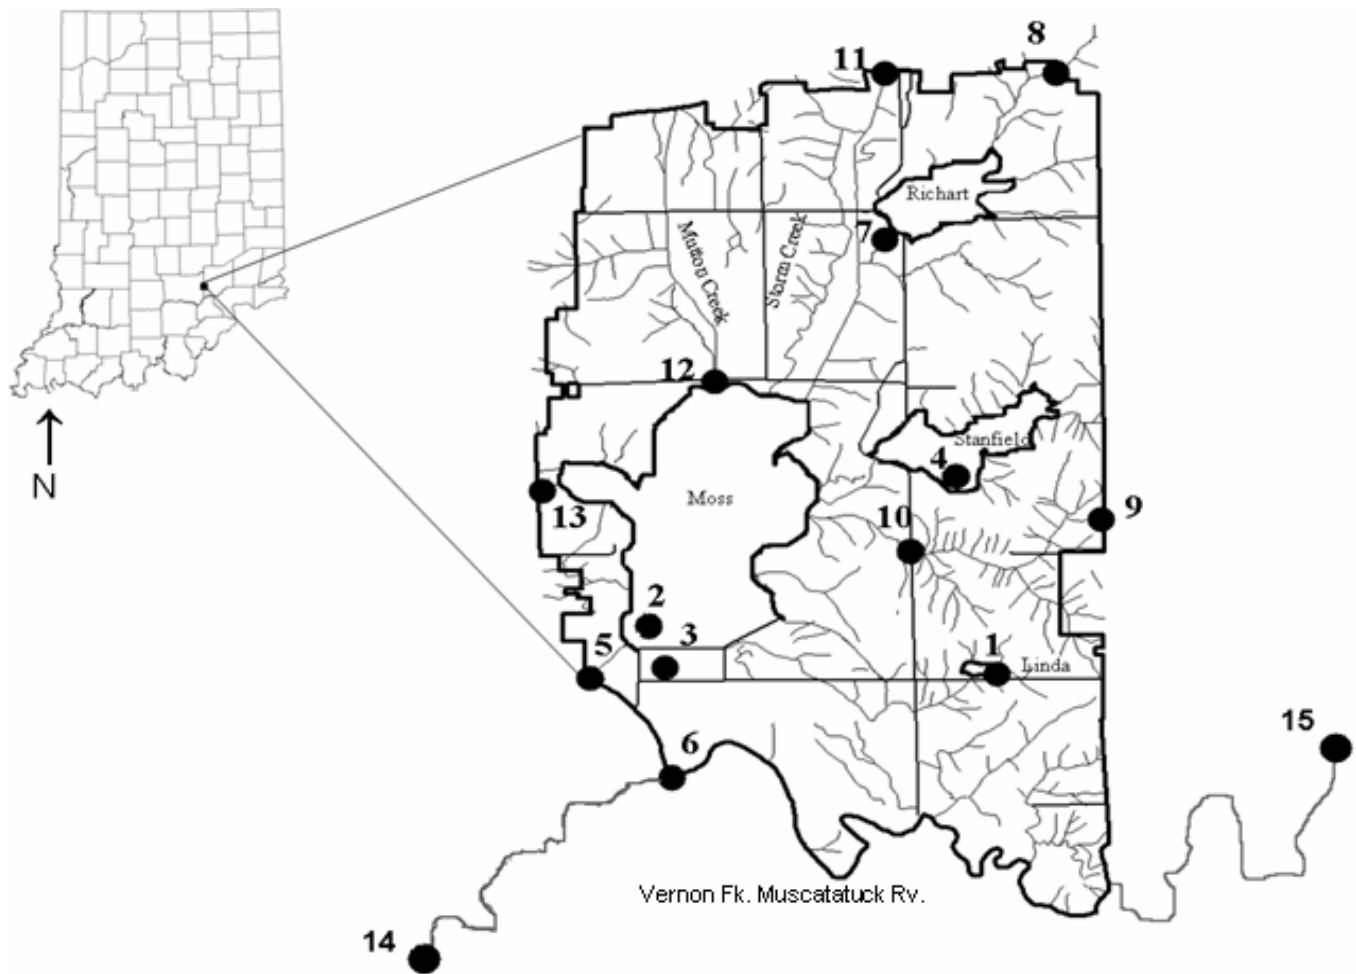 8
11
Richart
7
Mutton Creek
Storm Creek
12
Stanfield
4
N
Moss
13
10
9
2
3
5
1
Linda
15
6
Vernon Fk. Muscatatuck Rv.
14